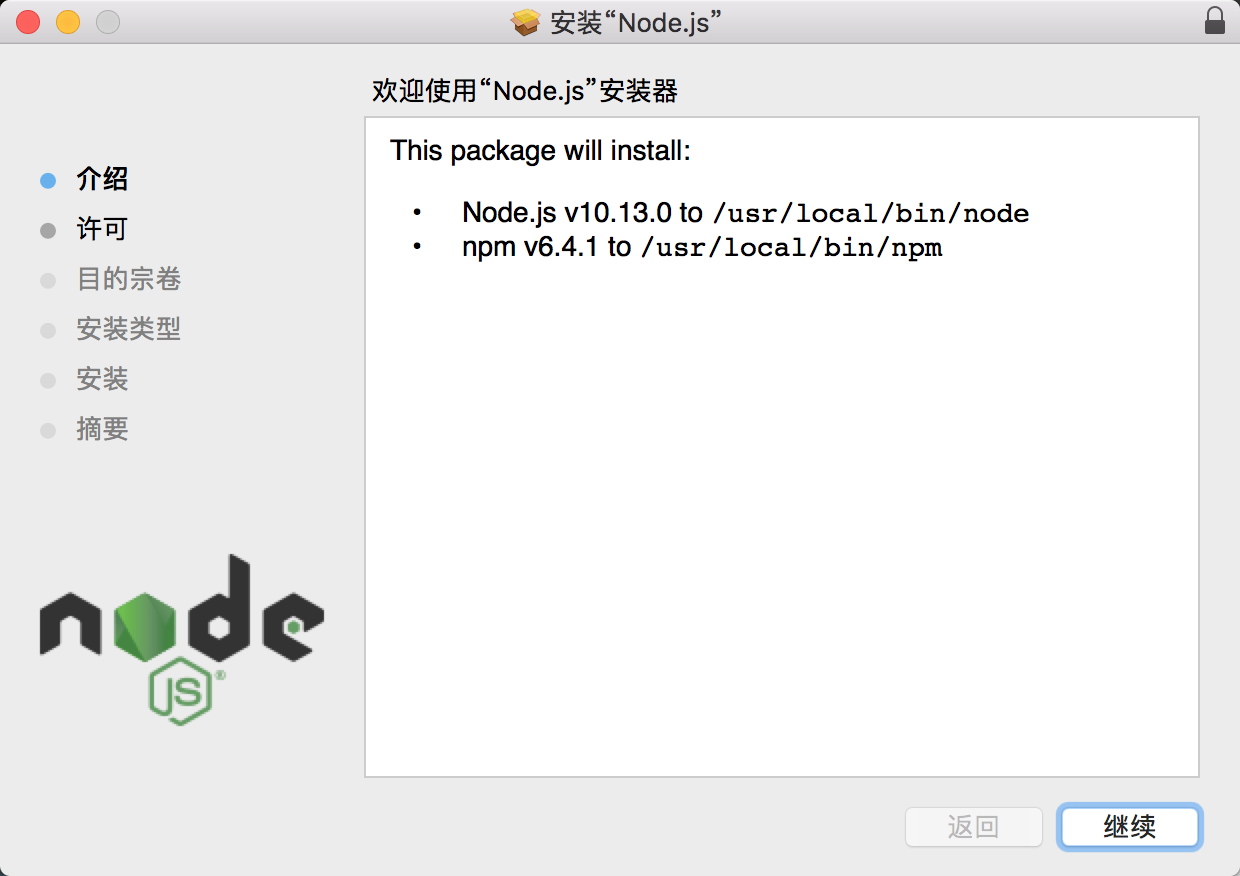 安装“Node.js”
欢迎使用“Node.js”安装器
介绍
许可
目的宗卷
安装类型
安装
摘要
This package will install:
• Node.js v10.13.0 to /usr/local/bin/node
• npm v6.4.1 to /usr/local/bin/npm
node
JS®
返回
继续